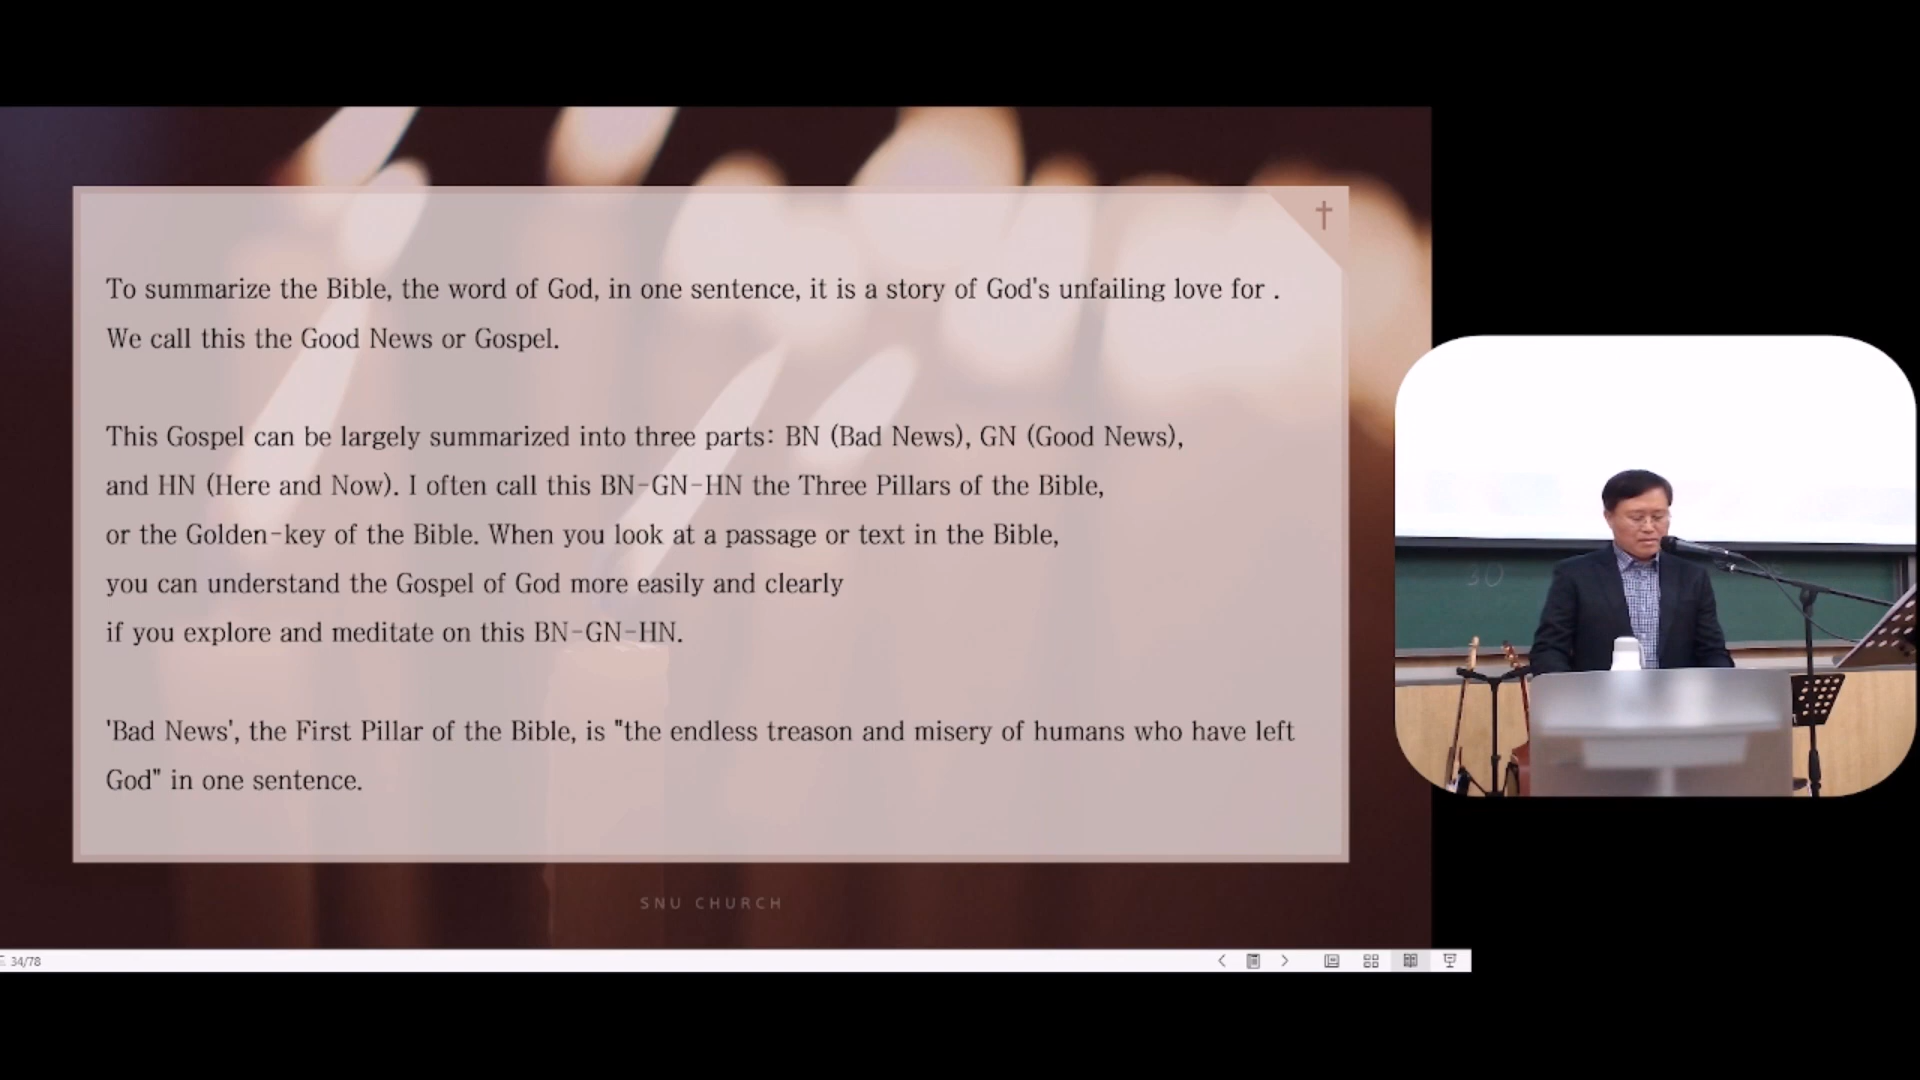 To summarize the Bible, the word of God, in one sentence, it is a story of God's unfailing love for .
We call this the Good News or Gospel.
This Gospel can be largely summarized into three parts: BN (Bad News), GN (Good News),
and HN (Here and Now). I often call this BN-GN-HN the Three Pillars of the Bible,
or the Golden-key of the Bible. When you look at a passage or text in the Bible,
you can understand the Gospel of God more easily and clearly
if you explore and meditate on this BN-GN-HN.
'Bad News', the First Pillar of the Bible, is "the endless treason and misery of humans who have left
God" in one sentence.
SNU CHURCH
34/78
30